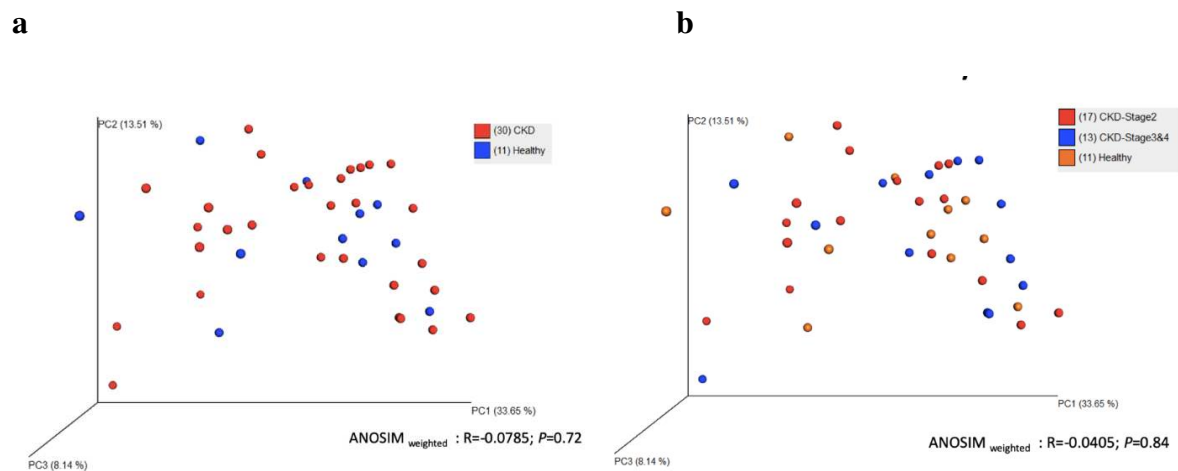 a
PC2 (13.51 %)
(30) CKD
(11) Healthy
PC1 (33.65 %)
ANOSIM weighted : R=-0.0785; P=0.72
PC3 (8.14 %)
b
PC2 (13.51 %)
(17) CKD-Stage2
(13) CKD-Stage3&4
(11) Healthy
PC1 (33.65 %)
ANOSIM weighted : R=-0.0405; P=0.84
PC3 (8.14 %)